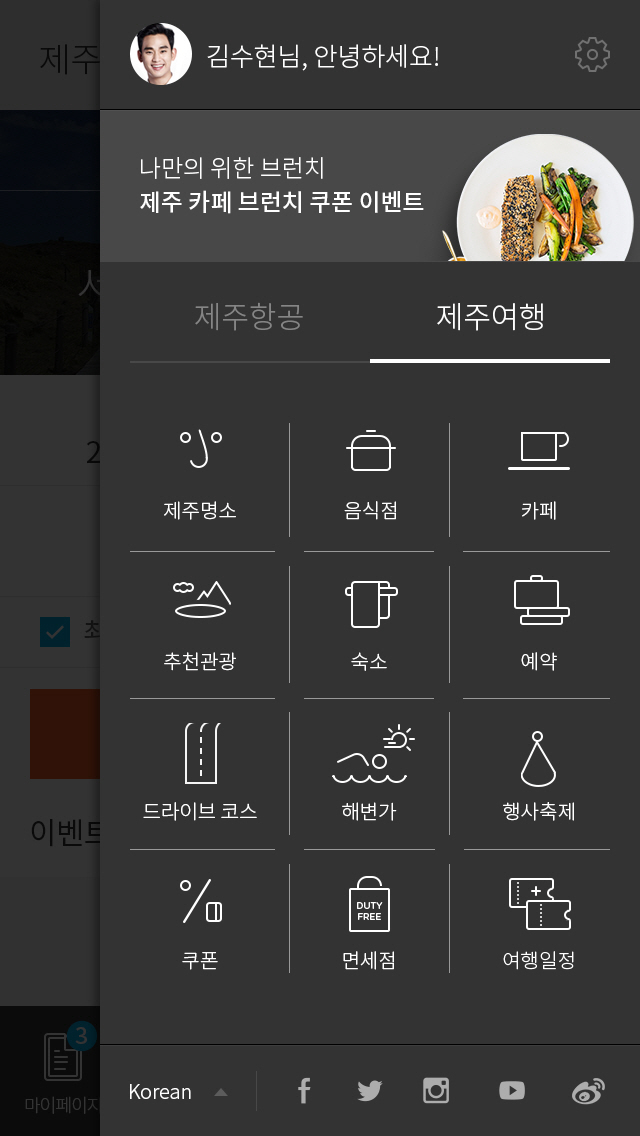 제주
김수현님, 안녕하세요!
나만의 위한 브런치
제주 카페 브런치 쿠폰 이벤트
제주항공
제주여행
2
제주명소
음식점
카페
추천관광
숙소
예약
드라이브 코스
해변가
행사축제
이벤트
DUTY
FREE
쿠폰
면세점
여행일정
3
마이페이지
Korean